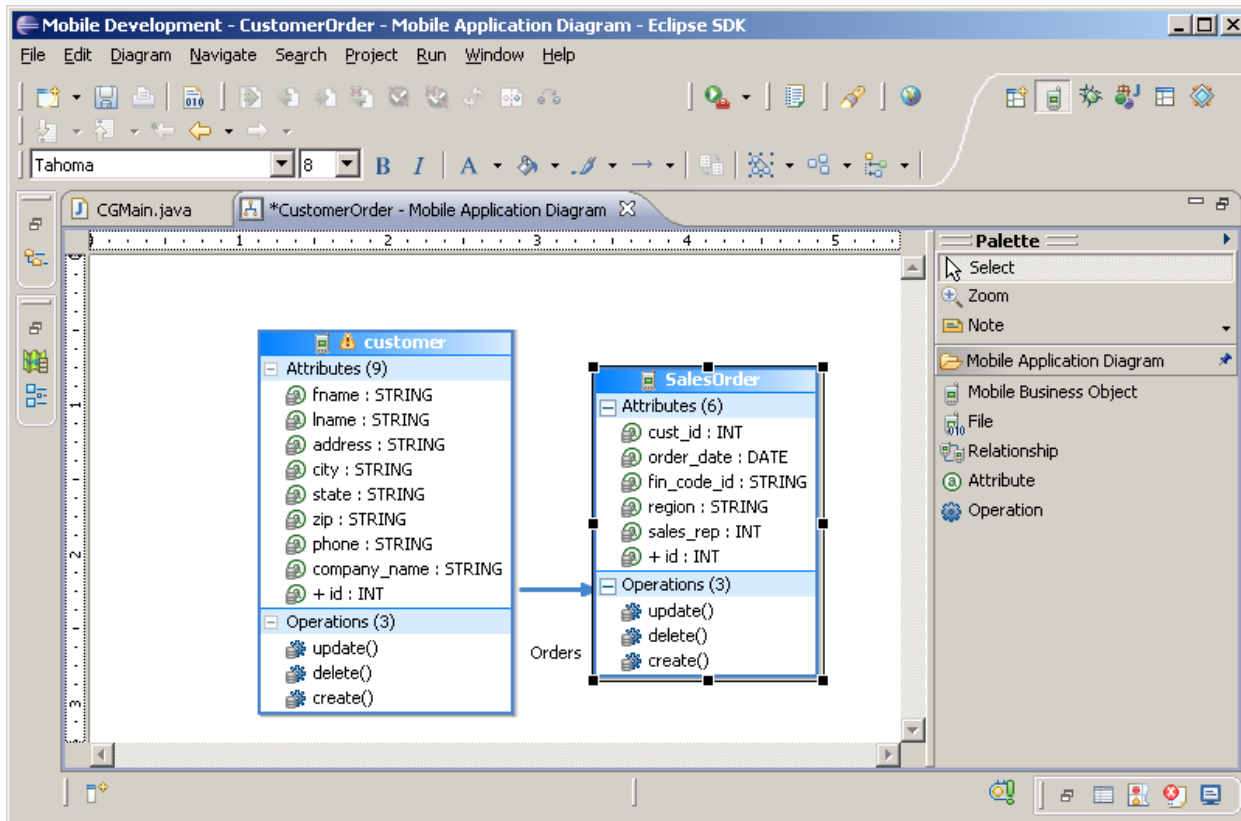 Mobile Development - CustomerOrder - Mobile Application Diagram - Eclipse SDK
File Edit Diagram Navigate Search Project Run Window Help
Tahoma 8 B I A
CGMain.java *CustomerOrder - Mobile Application Diagram
1 2 3 4 5
1
2
3
customer
Attributes (9)
fname : STRING
lname : STRING
address : STRING
city : STRING
state : STRING
zip : STRING
phone : STRING
company_name : STRING
+ id : INT
Operations (3)
update()
delete()
create()
Orders
SalesOrder
Attributes (6)
cust_id : INT
order_date : DATE
fin_code_id : STRING
region : STRING
sales_rep : INT
+ id : INT
Operations (3)
update()
delete()
create()
Palette
Select
Zoom
Note
Mobile Application Diagram
Mobile Business Object
File
Relationship
Attribute
Operation